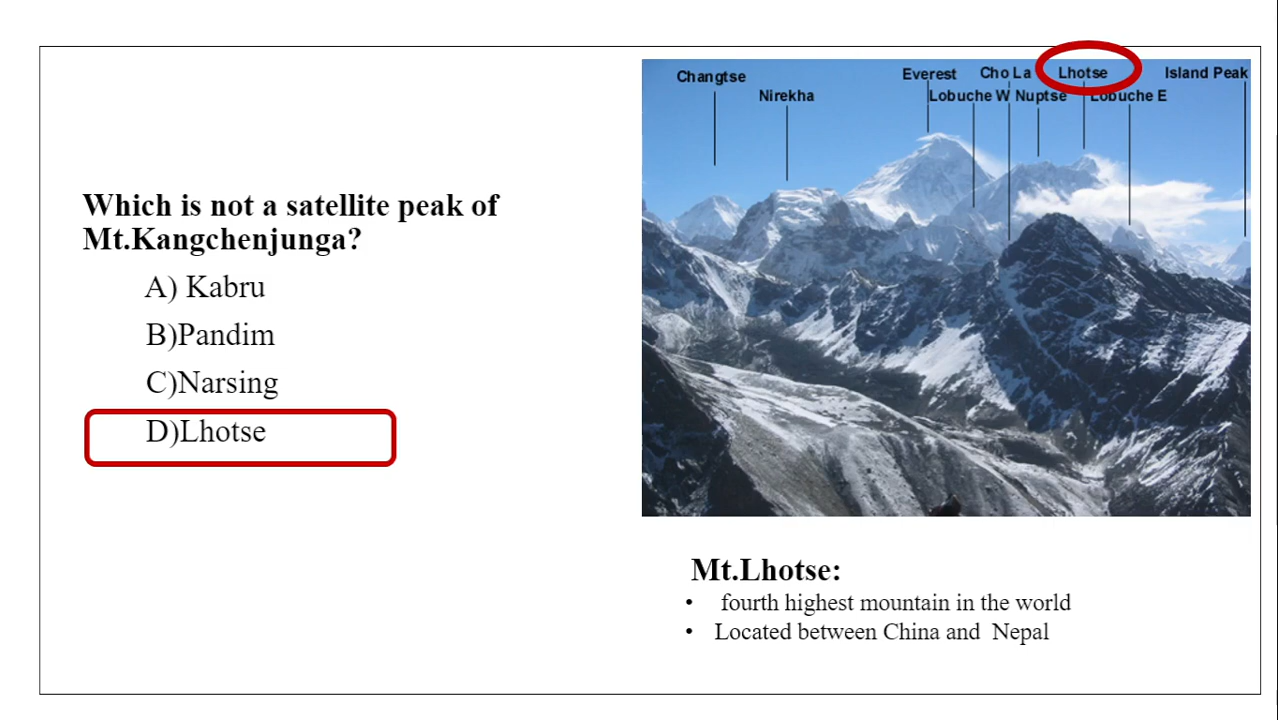 Which is not a satellite peak of
Mt.Kangchenjunga?
A) Kabru
B)Pandim
C)Narsing
D)Lhotse
Changtse
Nirekha
Everest
Cho La
Lhotse
Island Peak
Lobuche W
Nuptse
Lobuche E
Mt.Lhotse:
• fourth highest mountain in the world
• Located between China and Nepal